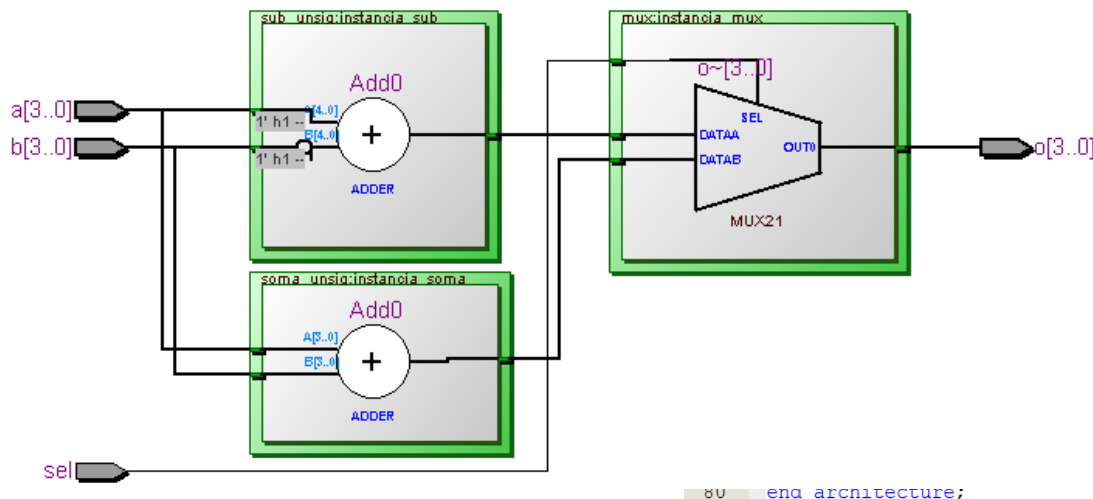 sub_unsig:instancia_sub
mux:instancia_mux
Add0
o~[3..0]
a[3..0]
A[4..0]
1' h1 --
SEL
b[3..0]
B[4..0]
DATAA
OUT0
o[3..0]
1' h1 --
DATAB
ADDER
MUX21
soma_unsig:instancia_soma
Add0
A[3..0]
B[3..0]
ADDER
sel
80 end architecture;